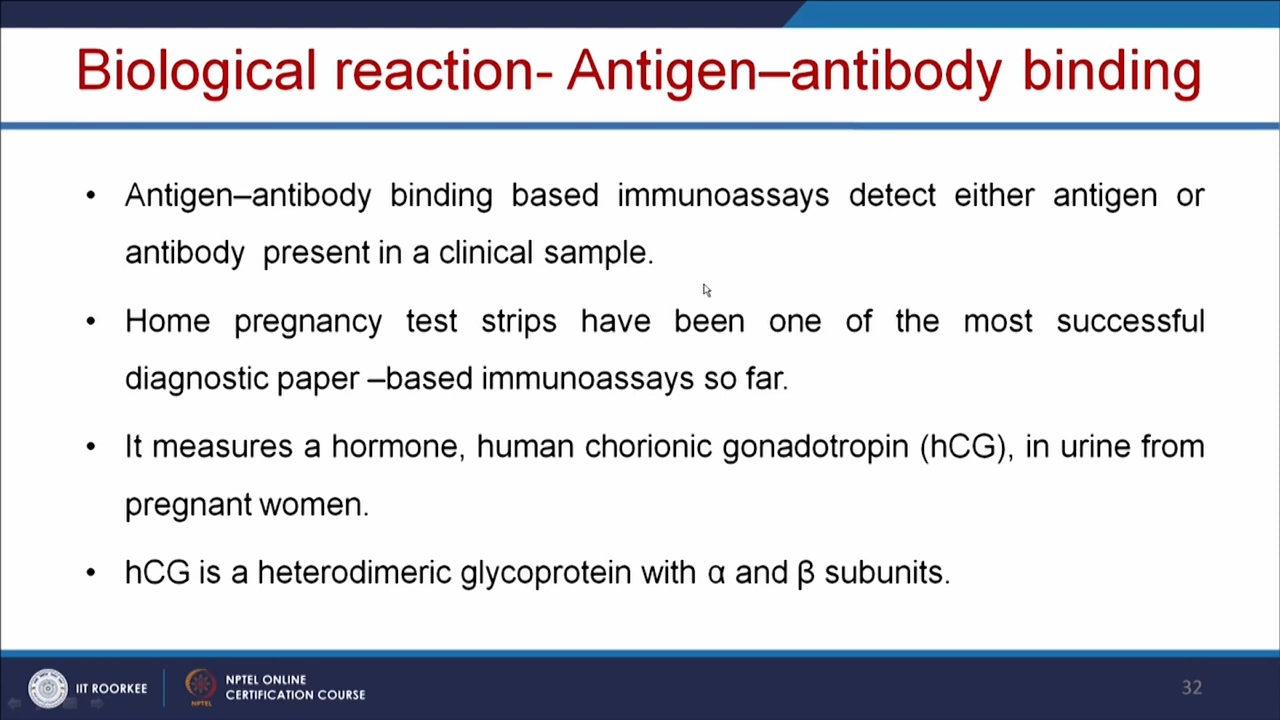 Biological reaction- Antigen–antibody binding
• Antigen–antibody binding based immunoassays detect either antigen or
antibody present in a clinical sample.
• Home pregnancy test strips have been one of the most successful
diagnostic paper –based immunoassays so far.
• It measures a hormone, human chorionic gonadotropin (hCG), in urine from
pregnant women.
• hCG is a heterodimeric glycoprotein with α and β subunits.
IIT ROORKEE
NPTEL
NPTEL ONLINE
CERTIFICATION COURSE
32